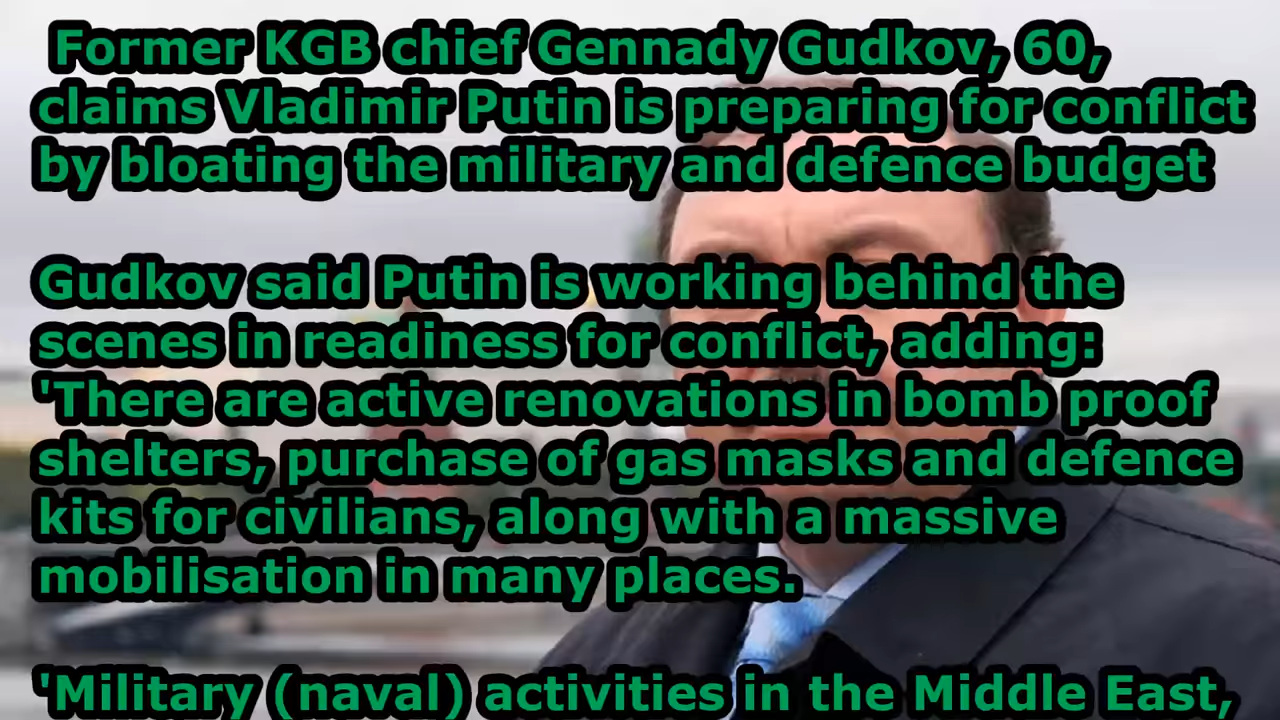 Former KGB chief Gennady Gudkov, 60,
claims Vladimir Putin is preparing for conflict
by bloating the military and defence budget
Gudkov said Putin is working behind the
scenes in readiness for conflict, adding:
'There are active renovations in bomb proof
shelters, purchase of gas masks and defence
kits for civilians, along with a massive
mobilisation in many places.
'Military (naval) activities in the Middle East,